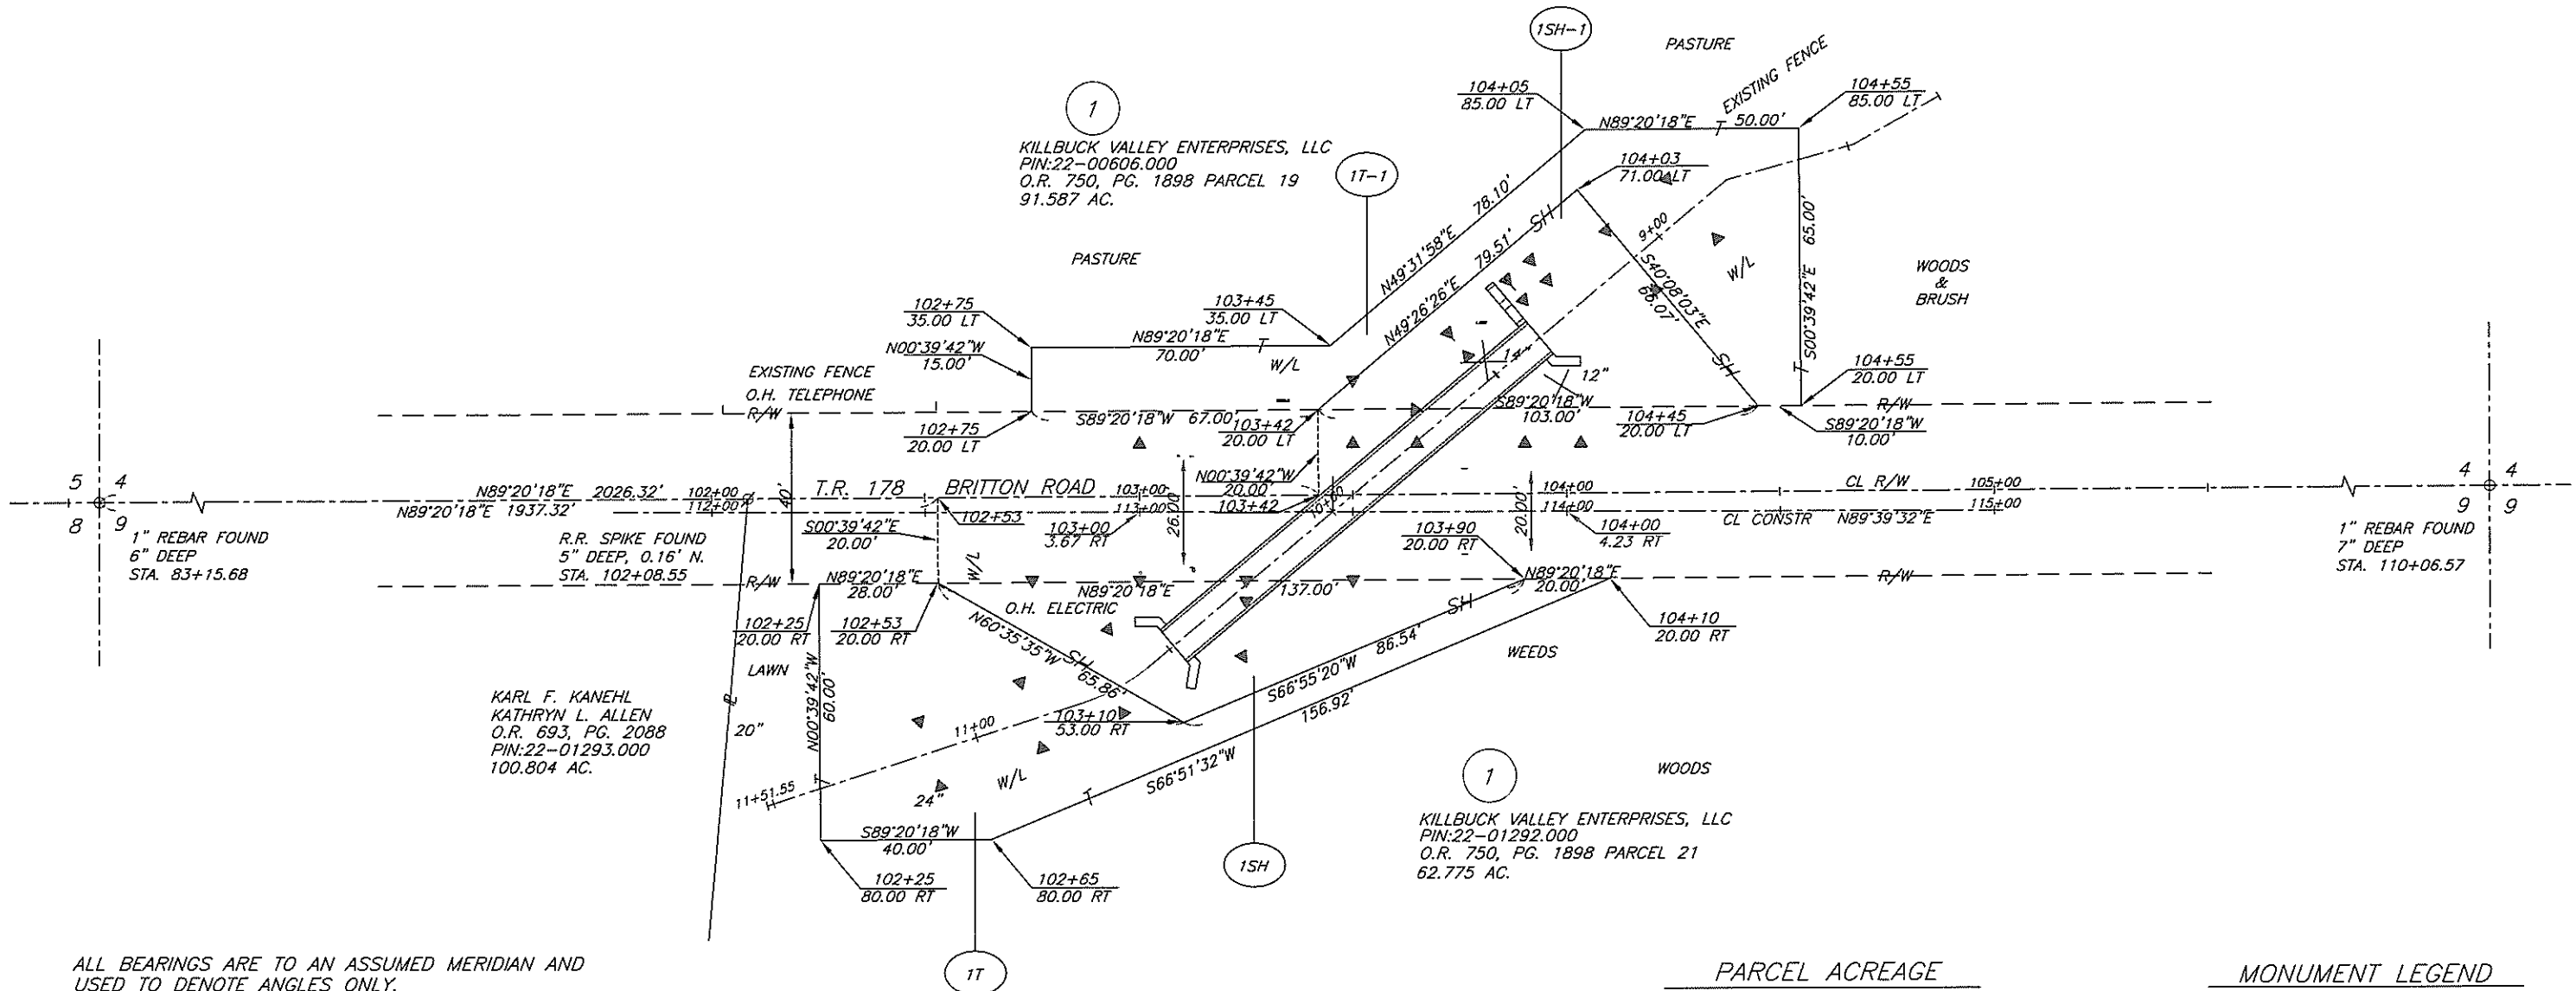 1SH-1
PASTURE
EXISTING FENCE
104+05
85.00 LT
104+55
85.00 LT
N89°20'18"E
T
50.00'
1
KILLBUCK VALLEY ENTERPRISES, LLC
PIN:22-00606.000
O.R. 750, PG. 1898 PARCEL 19
91.587 AC.
1T-1
104+03
71.00 LT
N49°31'58"E
78.10'
SH
N49°26'26"E
79.51'
9+00
S40°08'03"E
66.07'
SH
W/L
S00°39'42"E 65.00'
T
WOODS
&
BRUSH
PASTURE
102+75
35.00 LT
103+45
35.00 LT
N00°39'42"W
15.00'
N89°20'18"E
70.00'
T
W/L
14"
12"
104+55
20.00 LT
EXISTING FENCE
O.H. TELEPHONE
R/W
102+75
20.00 LT
S89°20'18"W 67.00'
103+42
20.00 LT
S89°20'18"W
103.00'
104+45
20.00 LT
R/W
S89°20'18"W
10.00'
5 4
8 9
N89°20'18"E 2026.32'
N89°20'18"E 1937.32'
102+00
112+00
40'
T.R. 178 BRITTON ROAD
103+00
113+00
26.00'
N00°39'42"W
20.00'
103+42
10+00
104+00
114+00
20.00'
CL R/W
105+00
CL CONSTR N89°39'32"E
115+00
4 4
9 9
1" REBAR FOUND
6" DEEP
STA. 83+15.68
R.R. SPIKE FOUND
5" DEEP, 0.16' N.
STA. 102+08.55
S00°39'42"E
20.00'
102+53
103+00
3.67 RT
103+90
20.00 RT
104+00
4.23 RT
1" REBAR FOUND
7" DEEP
STA. 110+06.57
R/W
N89°20'18"E
28.00'
W/L
N89°20'18"E
137.00'
N89°20'18"E
20.00'
R/W
O.H. ELECTRIC
102+25
20.00 RT
102+53
20.00 RT
104+10
20.00 RT
LAWN
N60°35'35"W
SH
65.86'
SH
S66°55'20"W
86.54'
WEEDS
KARL F. KANEHL
KATHRYN L. ALLEN
O.R. 693, PG. 2088
PIN:22-01293.000
100.804 AC.
20"
N00°39'42"W
60.00'
11+00
103+10
53.00 RT
156.92'
S66°51'32"W
T
11+51.55
24"
W/L
1
WOODS
KILLBUCK VALLEY ENTERPRISES, LLC
PIN:22-01292.000
O.R. 750, PG. 1898 PARCEL 21
62.775 AC.
S89°20'18"W
40.00'
1SH
102+25
80.00 RT
102+65
80.00 RT
1T
ALL BEARINGS ARE TO AN ASSUMED MERIDIAN AND
USED TO DENOTE ANGLES ONLY.
PARCEL ACREAGE
MONUMENT LEGEND